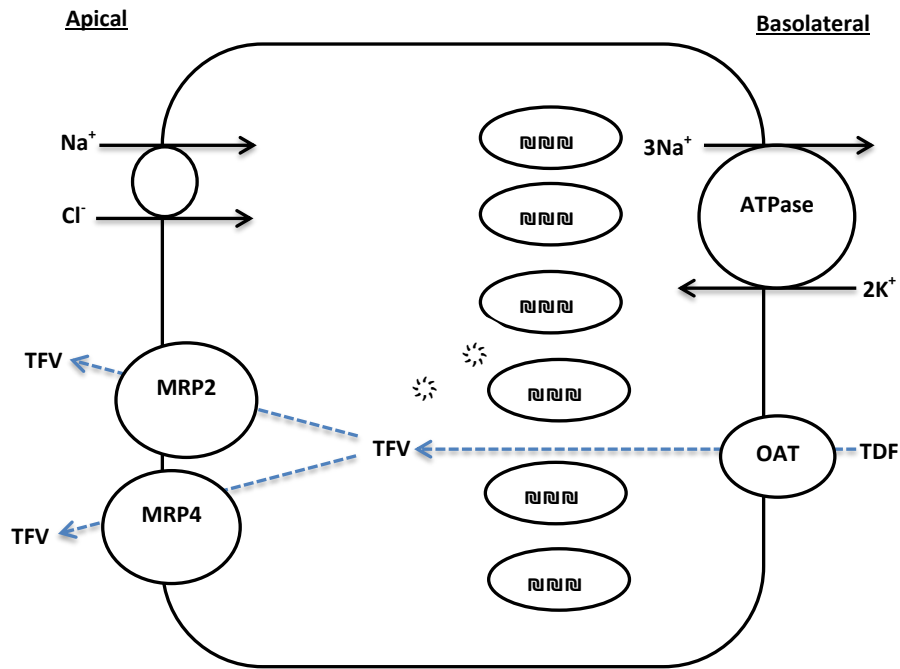 Apical
Basolateral
Na⁺
3Na⁺
ATPase
Cl⁻
2K⁺
TFV
MRP2
TFV
OAT
TDF
MRP4
TFV